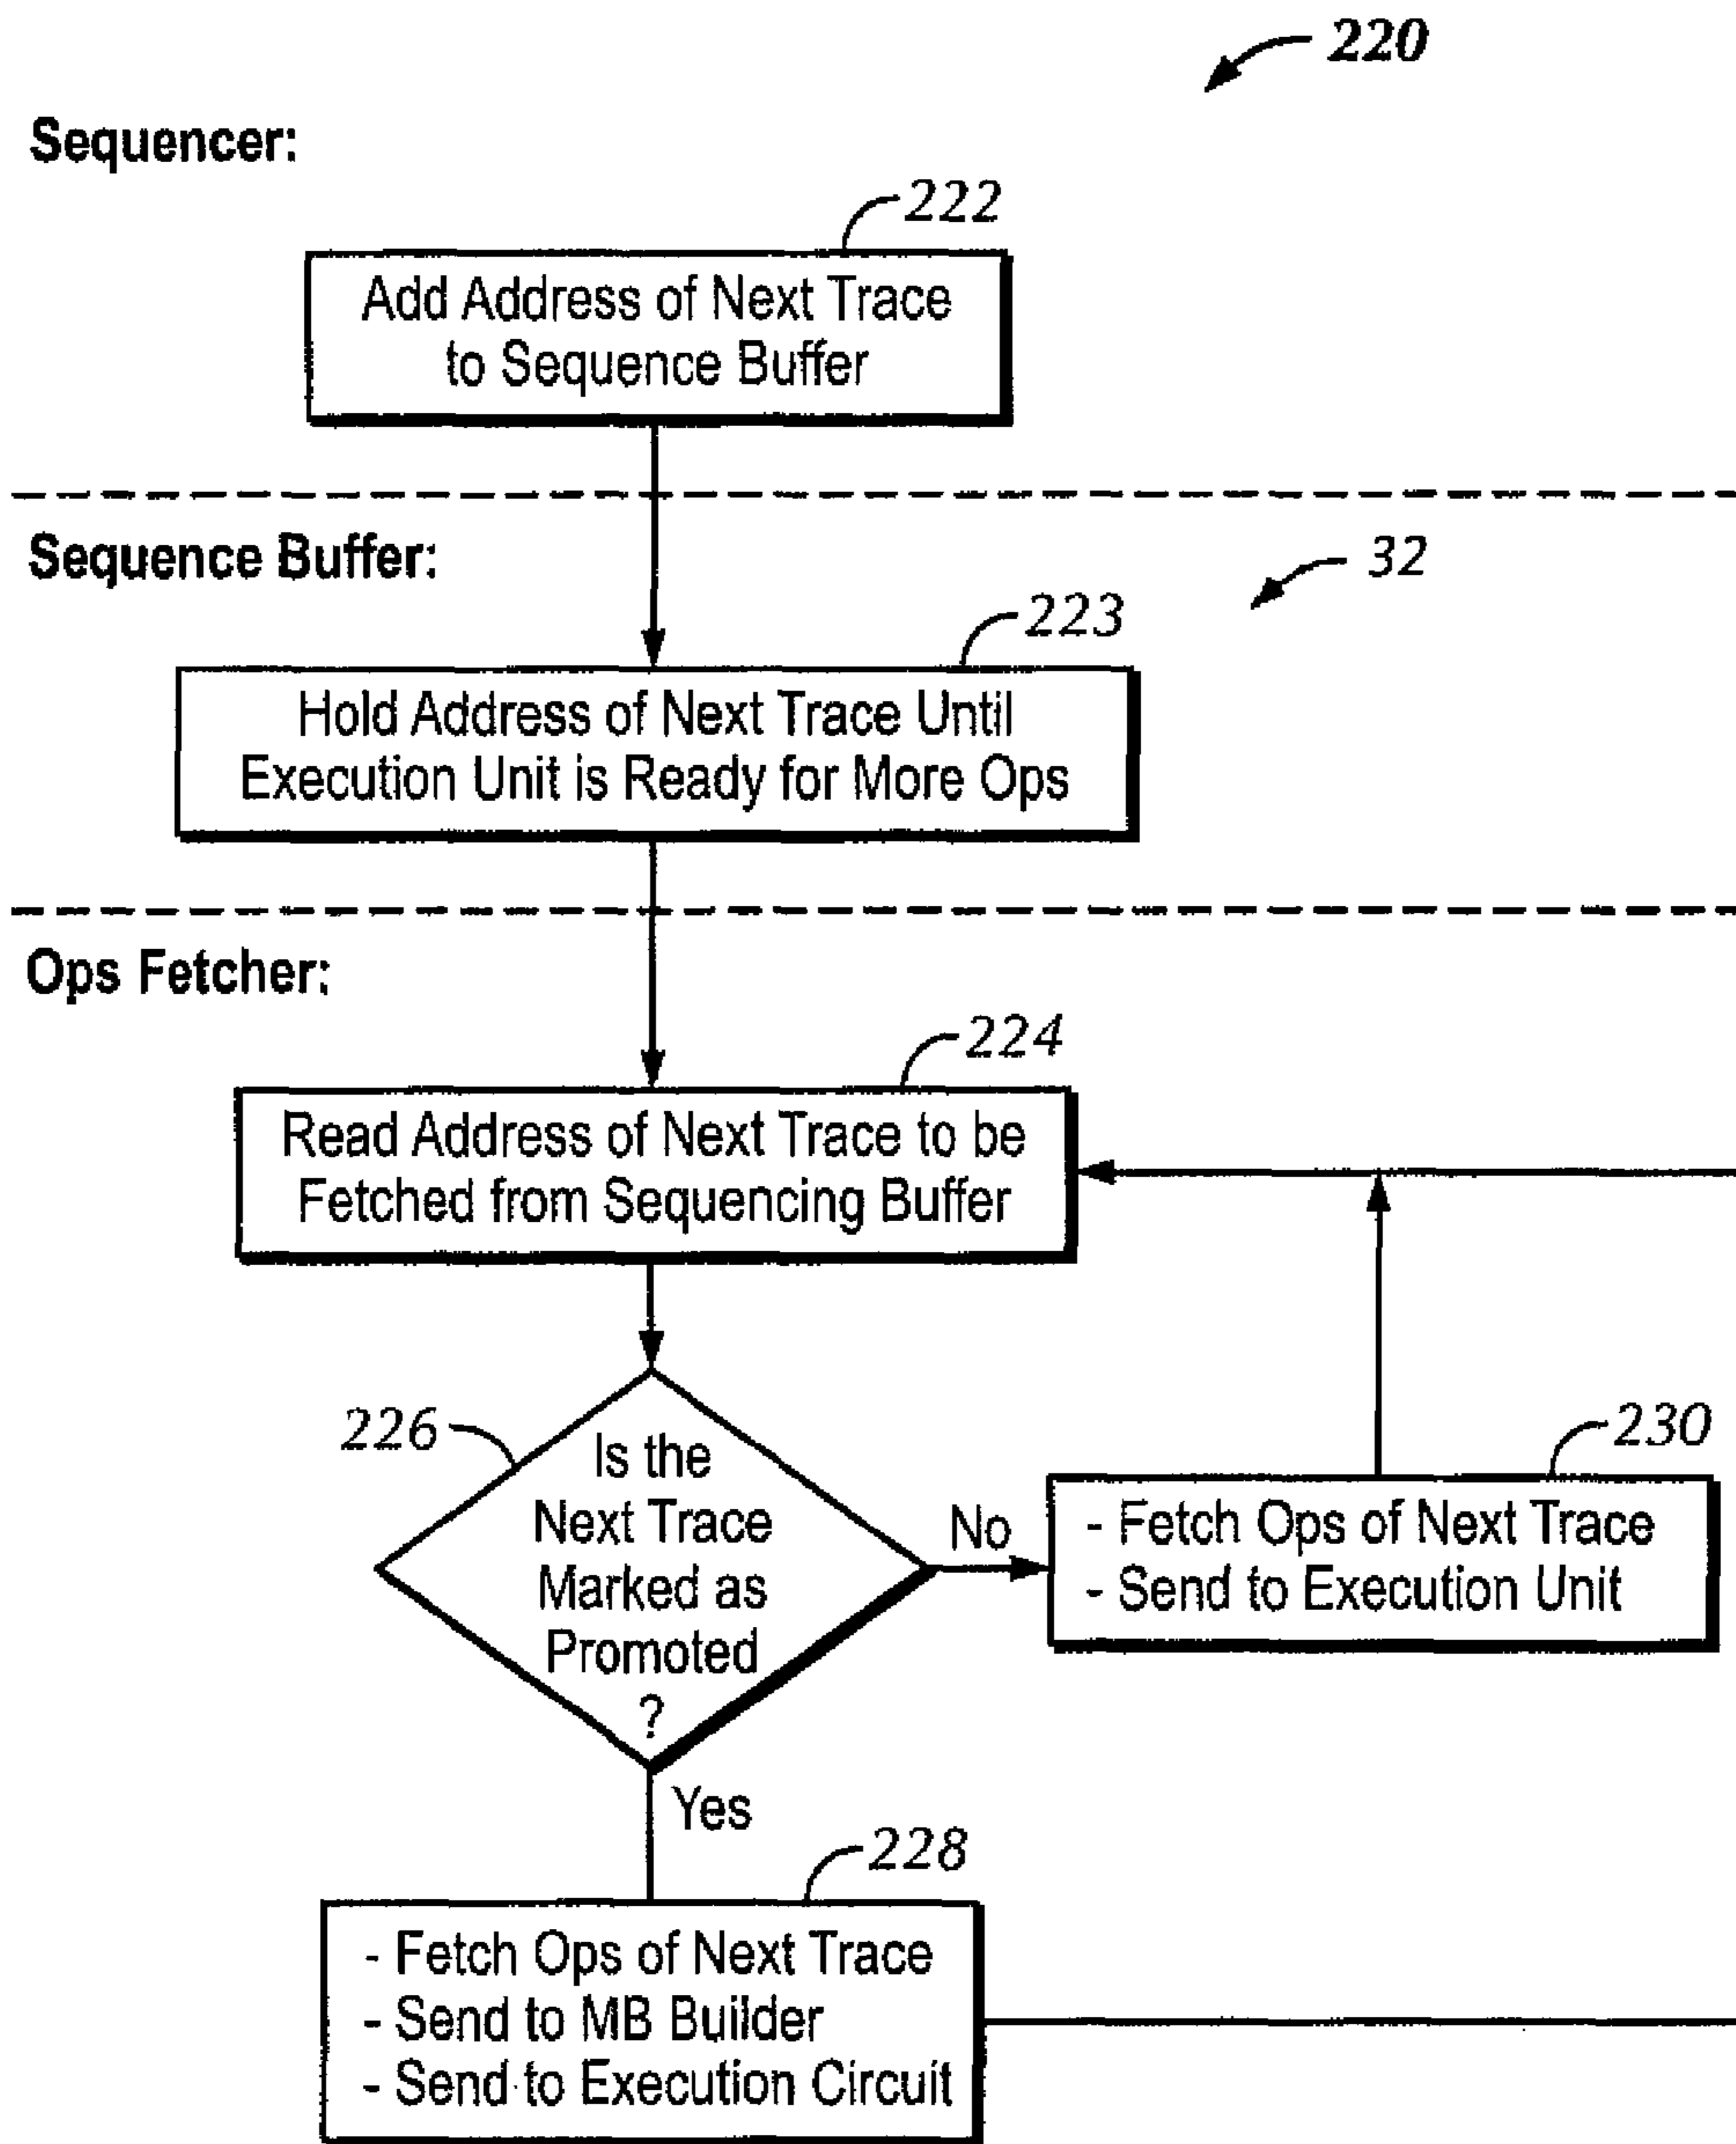 220
Sequencer:
222
Add Address of Next Trace
to Sequence Buffer
Sequence Buffer:
32
223
Hold Address of Next Trace Until
Execution Unit is Ready for More Ops
Ops Fetcher:
224
Read Address of Next Trace to be
Fetched from Sequencing Buffer
226
Is the
Next Trace
Marked as
Promoted
?
No
230
- Fetch Ops of Next Trace
- Send to Execution Unit
Yes
228
- Fetch Ops of Next Trace
- Send to MB Builder
- Send to Execution Circuit